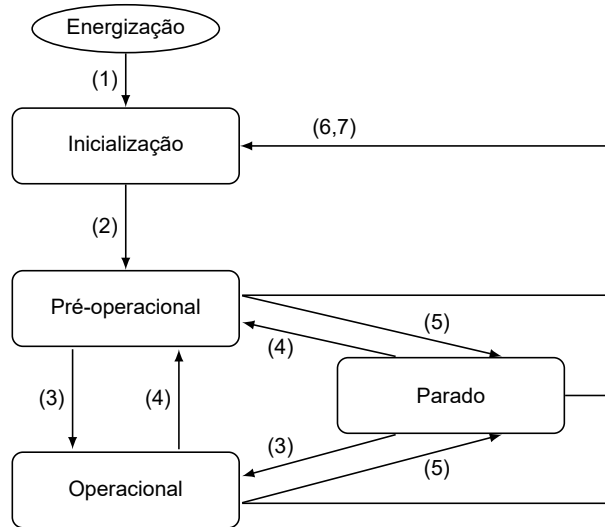 Energização
(1)
Inicialização
(6,7)
(2)
Pré-operacional
(5)
(4)
(3)
(4)
Parado
(3)
(5)
Operacional